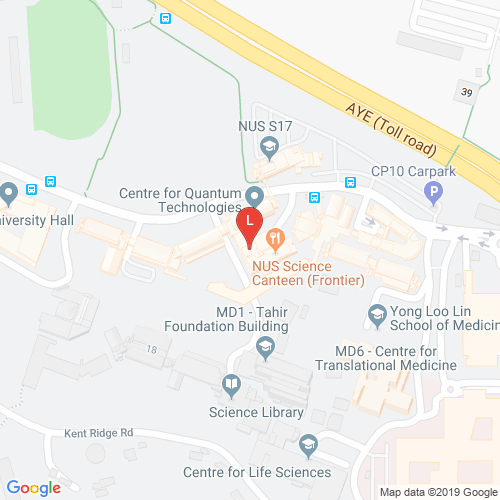 39
AYE (Toll road)
NUS S17
CP10 Carpark
P
Centre for Quantum
Technologies
niversity Hall
L
NUS Science
Canteen (Frontier)
MD1 - Tahir
Foundation Building
Yong Loo Lin
School of Medicin
18
MD6 - Centre for
Translational Medicine
Science Library
Kent Ridge Rd
Centre for Life Sciences
Google
Map data ©2019 Google